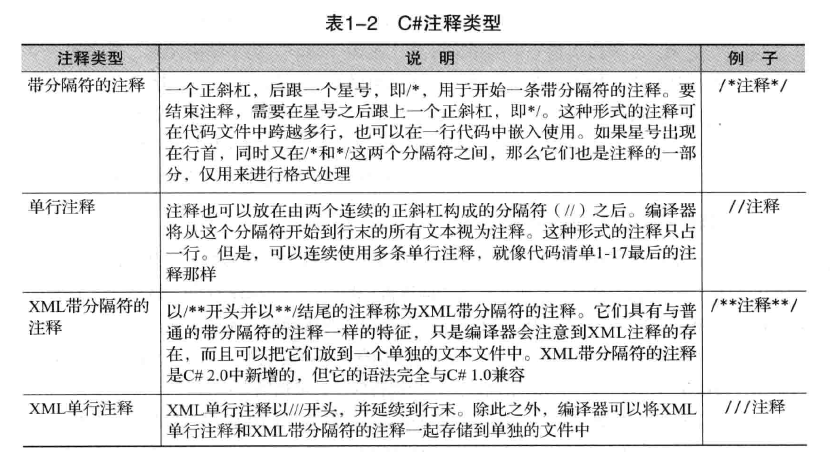 表1-2 C#注释类型
注释类型 说 明 例 子
带分隔符的注释 一个正斜杠，后跟一个星号，即/*，用于开始一条带分隔符的注释。要 /*注释*/
结束注释，需要在星号之后跟上一个正斜杠，即*/。这种形式的注释可
在代码文件中跨越多行，也可以在一行代码中嵌入使用。如果星号出现
在行首，同时又在/*和*/这两个分隔符之间，那么它们也是注释的一部
分，仅用来进行格式处理
单行注释 注释也可以放在由两个连续的正斜杠构成的分隔符（//）之后。编译器 //注释
将从这个分隔符开始到行末的所有文本视为注释。这种形式的注释只占
一行。但是，可以连续使用多条单行注释，就像代码清单1-17最后的注
释那样
XML带分隔符的 以/**开头并以**/结尾的注释称为XML带分隔符的注释。它们具有与 /**注释**/
注释 普通的带分隔符的注释一样的特征，只是编译器会注意到XML注释的存
在，而且可以把它们放到一个单独的文本文件中。XML带分隔符的注释
是C# 2.0中新增的，但它的语法完全与C# 1.0兼容
XML单行注释 XML单行注释以///开头，并延续到行末。除此之外，编译器可以将XML ///注释
单行注释和XML带分隔符的注释一起存储到单独的文件中